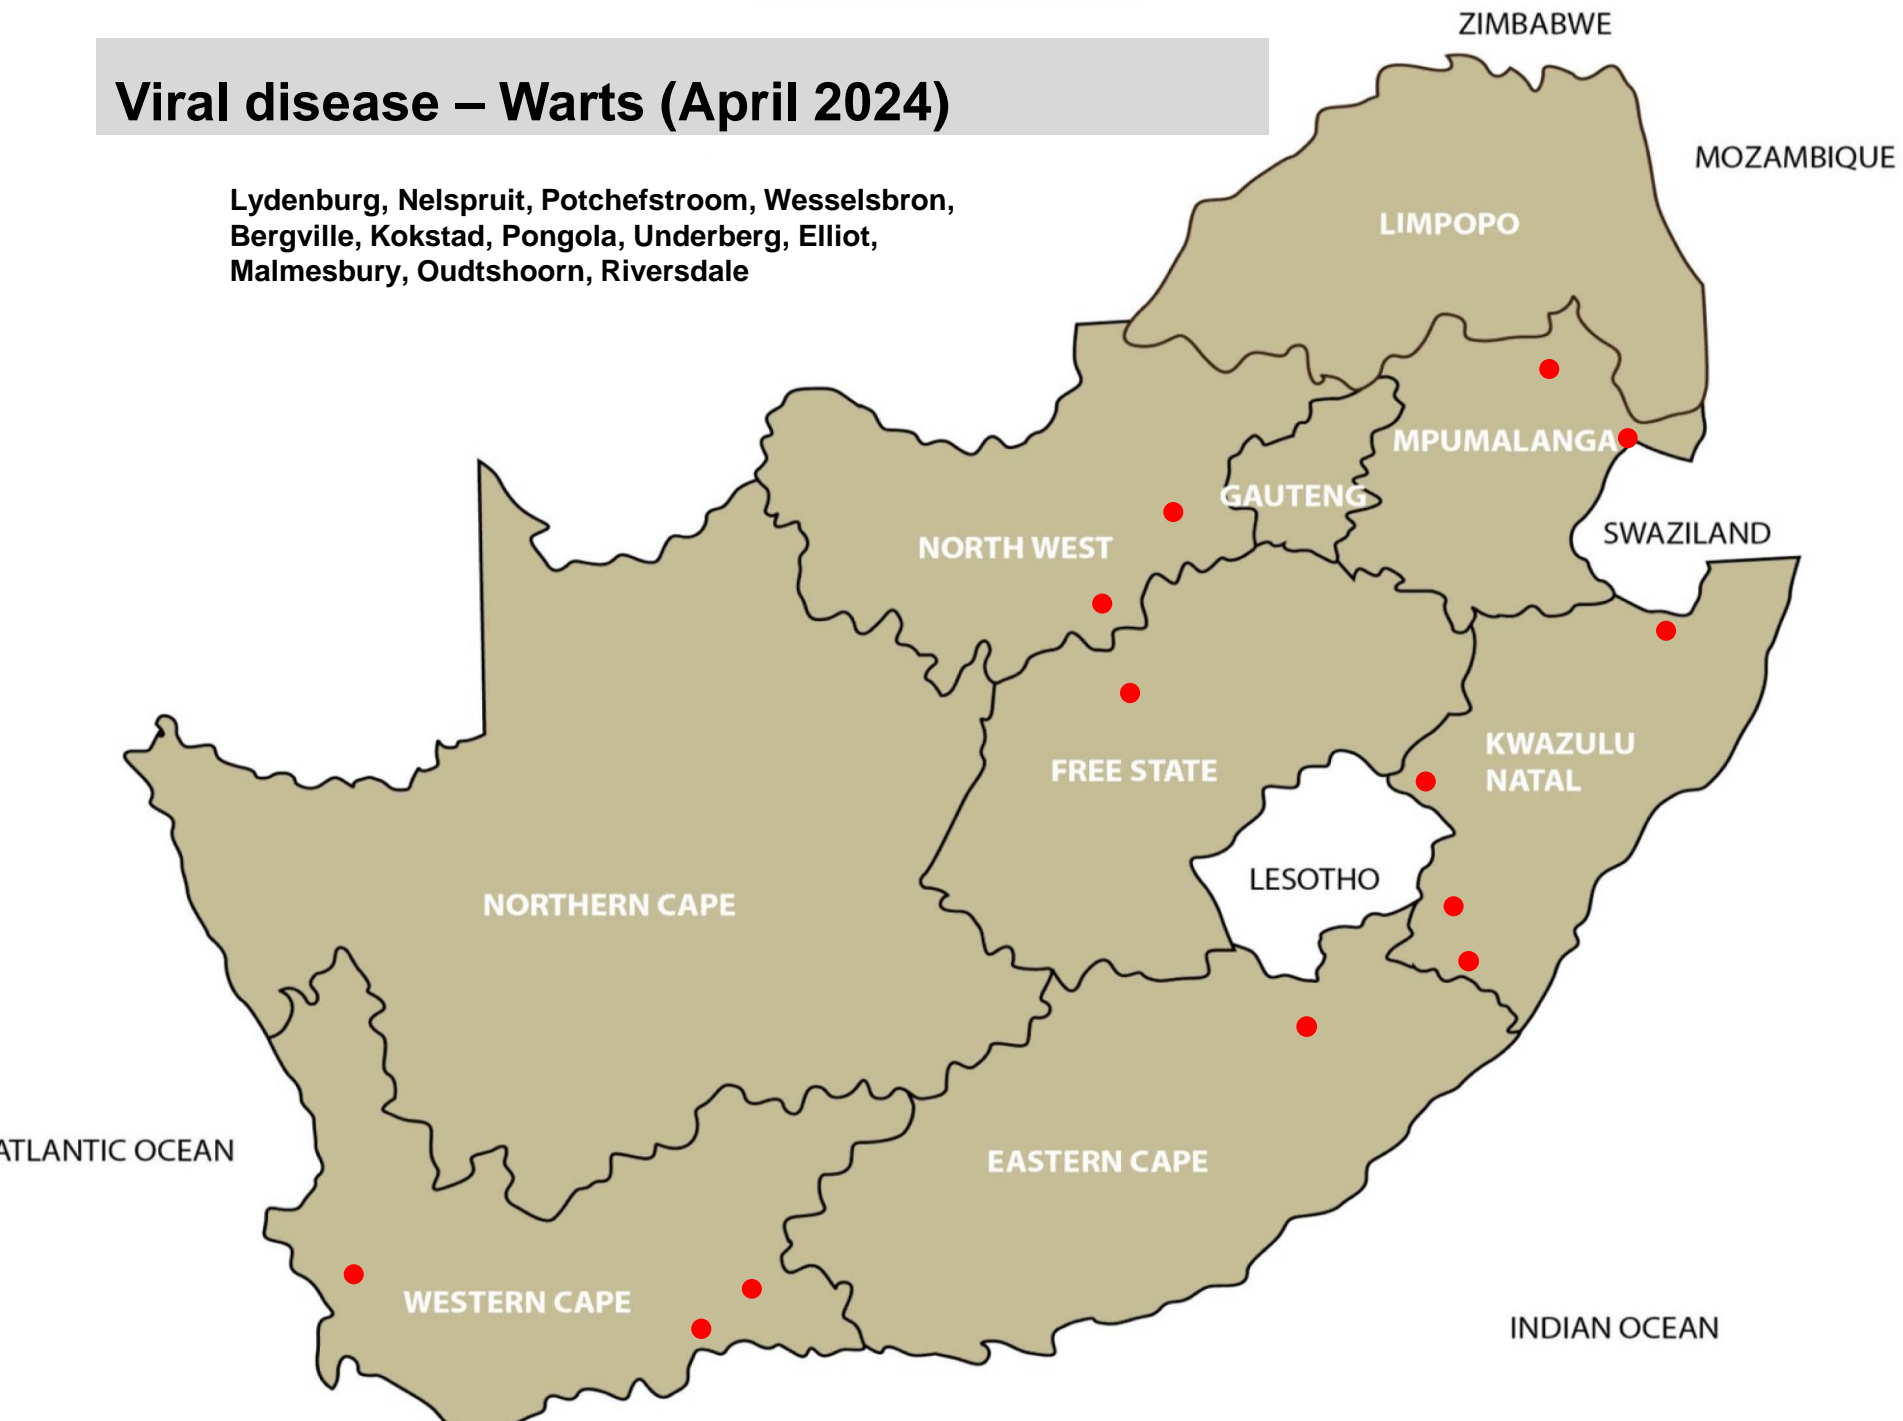 ZIMBABWE
Viral disease – Warts (April 2024)
MOZAMBIQUE
Lydenburg, Nelspruit, Potchefstroom, Wesselsbron,
Bergville, Kokstad, Pongola, Underberg, Elliot,
Malmesbury, Oudtshoorn, Riversdale
LIMPOPO
MPUMALANGA
GAUTENG
SWAZILAND
NORTH WEST
KWAZULU
NATAL
FREE STATE
LESOTHO
NORTHERN CAPE
ATLANTIC OCEAN
EASTERN CAPE
WESTERN CAPE
INDIAN OCEAN